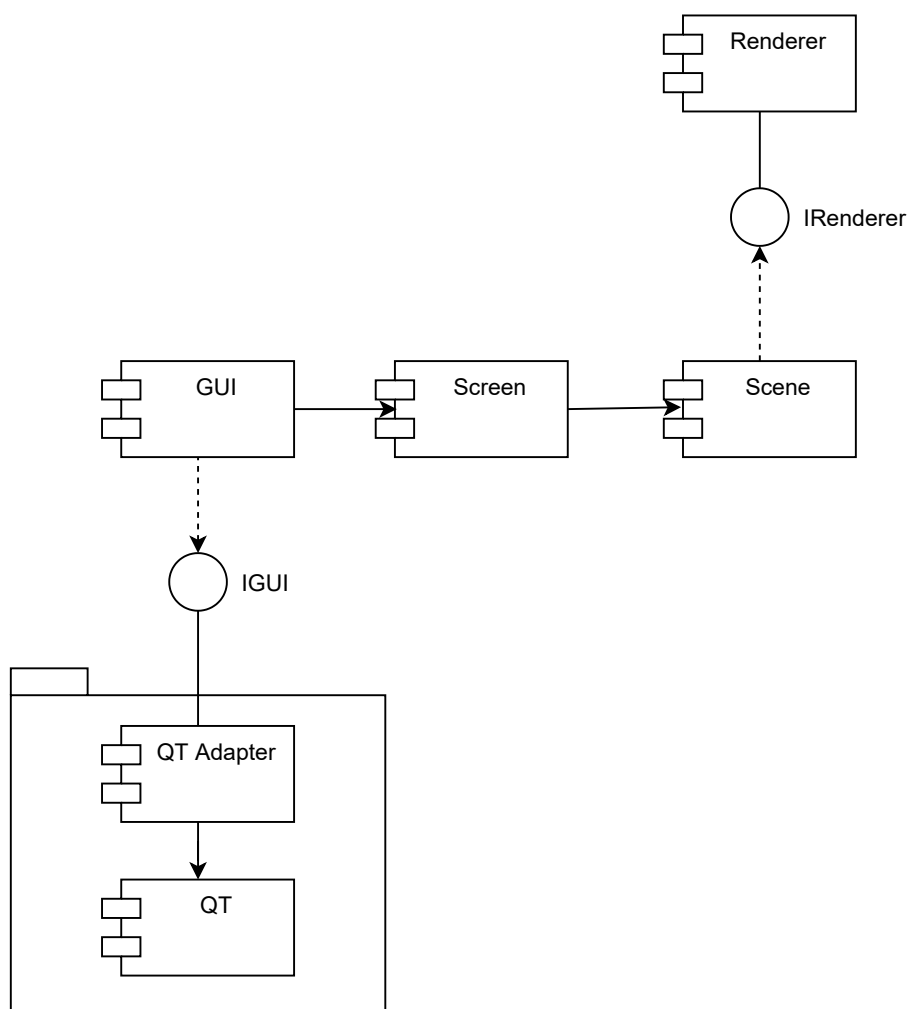 Renderer
IRenderer
GUI
Screen
Scene
IGUI
QT Adapter
QT